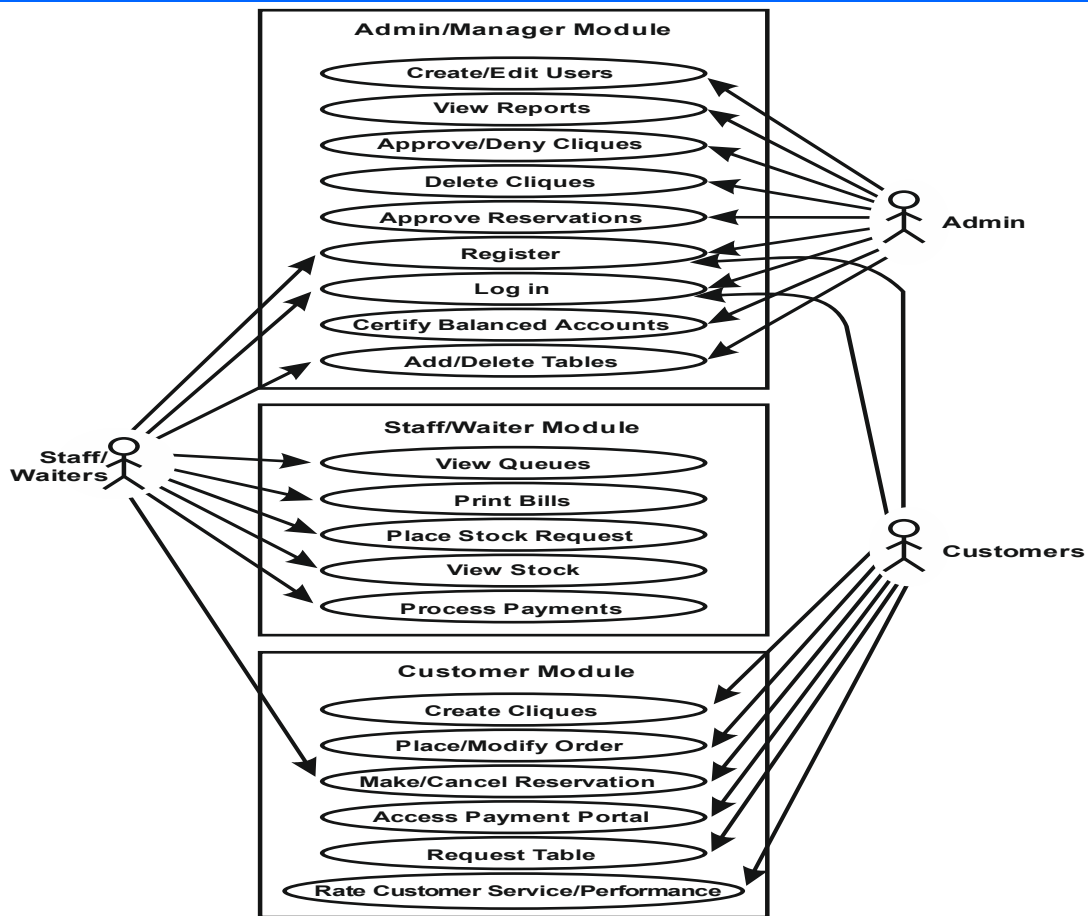 Admin/Manager Module
Create/Edit Users
View Reports
Approve/Deny Cliques
Delete Cliques
Approve Reservations
Register
Log in
Certify Balanced Accounts
Add/Delete Tables
Admin
Staff/Waiter Module
View Queues
Print Bills
Place Stock Request
View Stock
Process Payments
Staff/
Waiters
Customers
Customer Module
Create Cliques
Place/Modify Order
Make/Cancel Reservation
Access Payment Portal
Request Table
Rate Customer Service/Performance